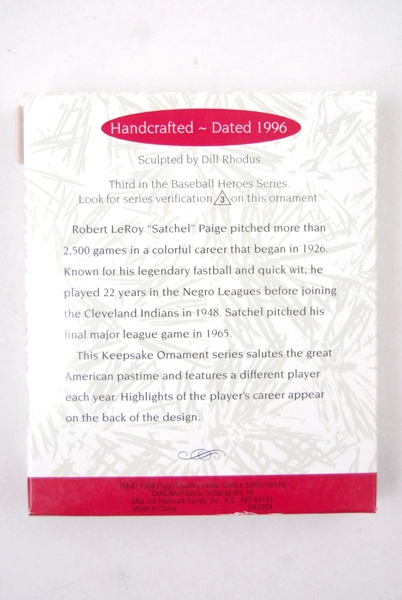 Handcrafted ~ Dated 1996
Sculpted by Dill Rhodus
Third in the Baseball Heroes Series.
Look for series verification 3 on this ornament.
Robert LeRoy "Satchel" Paige pitched more than
2,500 games in a colorful career that began in 1926.
Known for his legendary fastball and quick wit, he
played 22 years in the Negro Leagues before joining
the Cleveland Indians in 1948. Satchel pitched his
final major league game in 1965.
This Keepsake Ornament series salutes the great
American pastime and features a different player
each year. Highlights of the player's career appear
on the back of the design.
Paige under license authorized by
CMG Worldwide, Indianapolis, IN
Mfd. for Hallmark Cards, Inc., K.C., MO 64141
Made in China